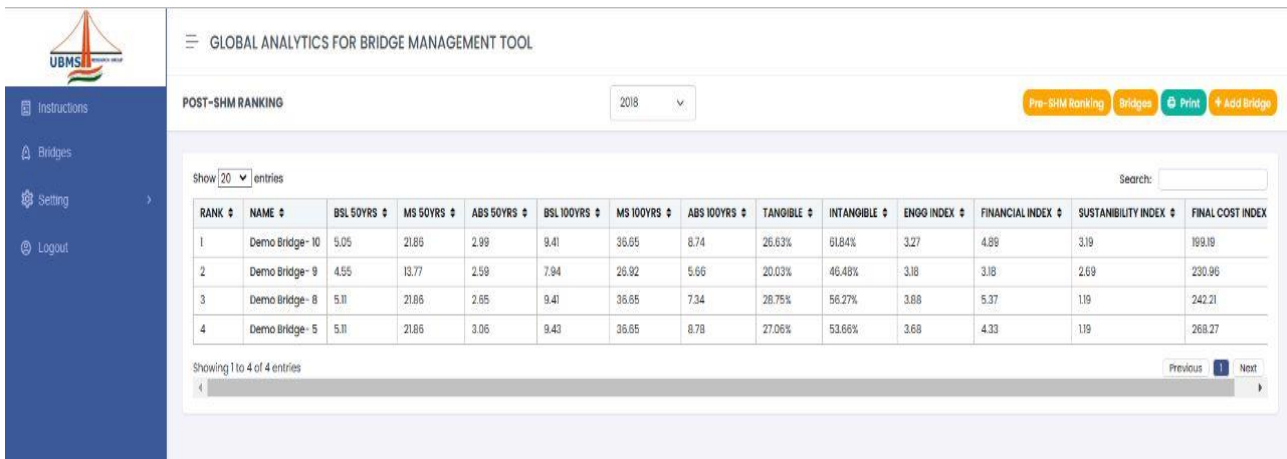 UBMS
GLOBAL ANALYTICS FOR BRIDGE MANAGEMENT TOOL
Instructions
Bridges
Setting
Logout
POST-SHM RANKING 2018 Pre-SHM Ranking Bridges Print + Add Bridge
Show 20 entries Search:
RANK NAME BSL 50YRS MS 50YRS ABS 50YRS BSL 100YRS MS 100YRS ABS 100YRS TANGIBLE INTANGIBLE ENGG INDEX FINANCIAL INDEX SUSTANIBILITY INDEX FINAL COST INDEX
1 Demo Bridge- 10 5.05 21.86 2.99 9.41 36.65 8.74 26.63% 61.84% 3.27 4.89 3.19 199.19
2 Demo Bridge- 9 4.55 13.77 2.59 7.94 26.92 5.66 20.03% 46.48% 3.18 3.18 2.69 230.96
3 Demo Bridge- 8 5.11 21.86 2.65 9.41 36.65 7.34 28.75% 56.27% 3.88 5.37 1.19 242.21
4 Demo Bridge- 5 5.11 21.86 3.06 9.43 36.65 8.78 27.06% 53.66% 3.68 4.33 1.19 268.27
Showing 1 to 4 of 4 entries Previous 1 Next